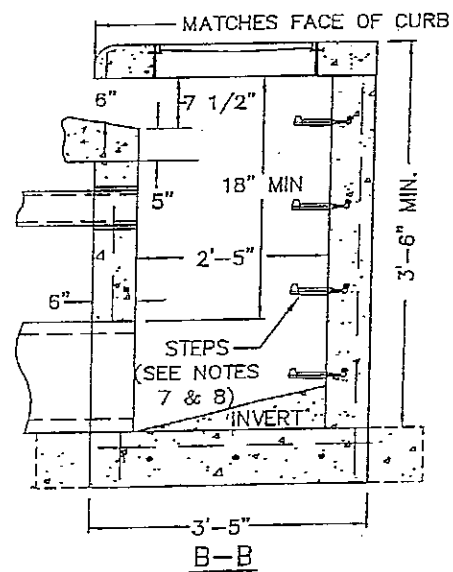 MATCHES FACE OF CURB
6"
7 1/2"
5"
18" MIN
3'-6" MIN.
2'-5"
6"
STEPS
(SEE NOTES
7 & 8)
INVERT
3'-5"
B-B